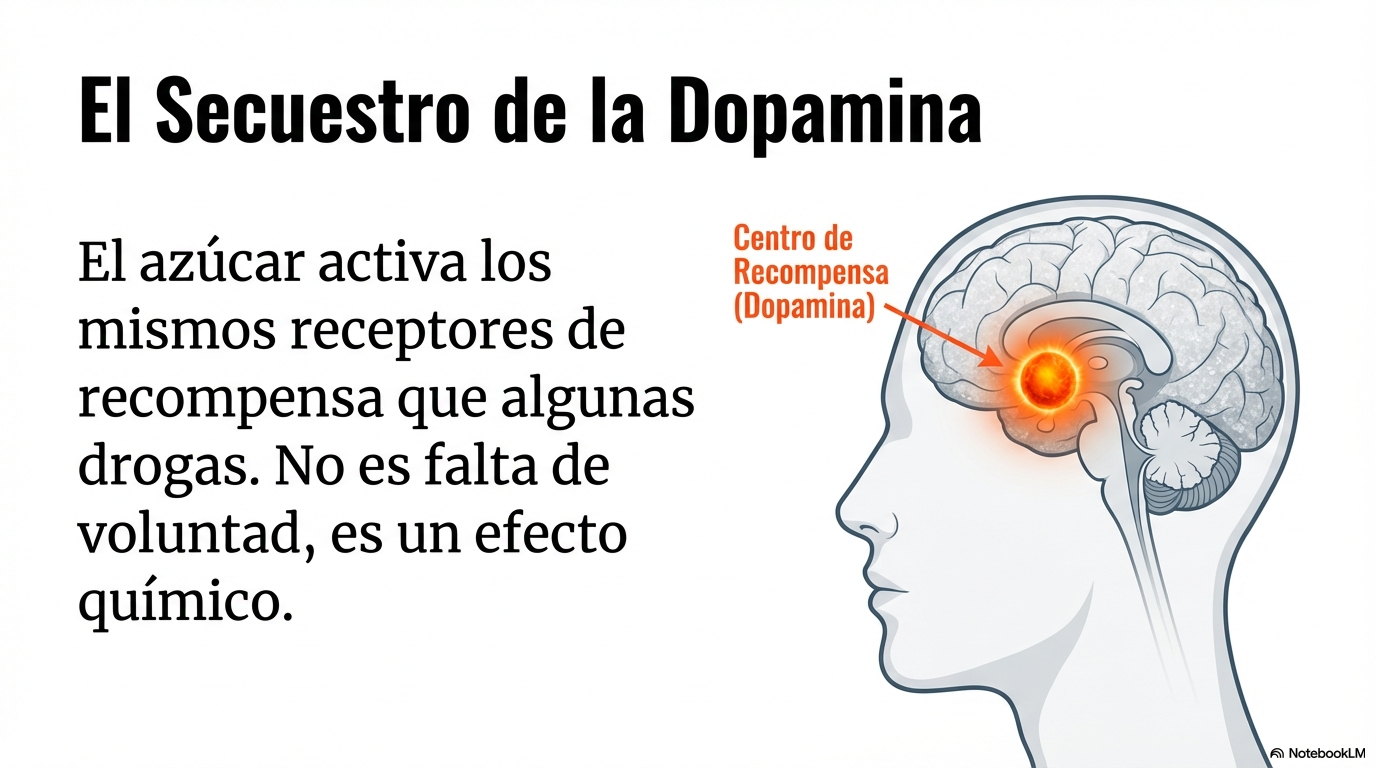 El Secuestro de la Dopamina
El azúcar activa los
mismos receptores de
recompensa que algunas
drogas. No es falta de
voluntad, es un efecto
químico.
Centro de
Recompensa
(Dopamina)
NotebookLM